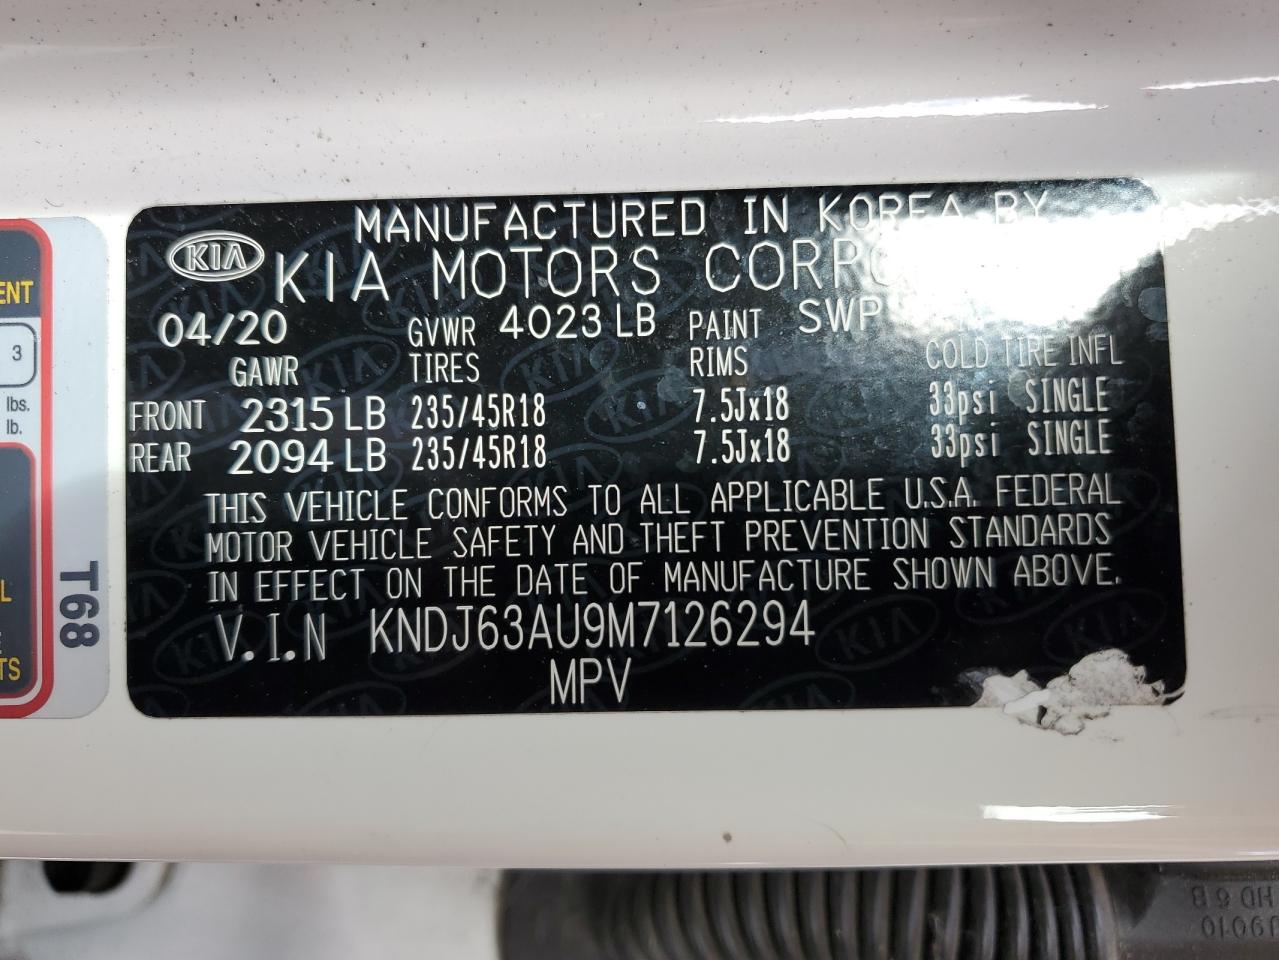 MANUFACTURED IN KOREA BY
KIA
KIA MOTORS
04/20 GVWR 4023 LB PAINT
GAWR TIRES RIMS COLD TIRE INFL
FRONT 2315 LB 235/45R18 7.5Jx18 33psi SINGLE
REAR 2094 LB 235/45R18 7.5Jx18 33psi SINGLE
THIS VEHICLE CONFORMS TO ALL APPLICABLE U.S.A. FEDERAL
MOTOR VEHICLE SAFETY AND THEFT PREVENTION STANDARDS
IN EFFECT ON THE DATE OF MANUFACTURE SHOWN ABOVE.
V.I.N KNDJ63AU9M7126294
MPV
3
lbs.
lb.
T68